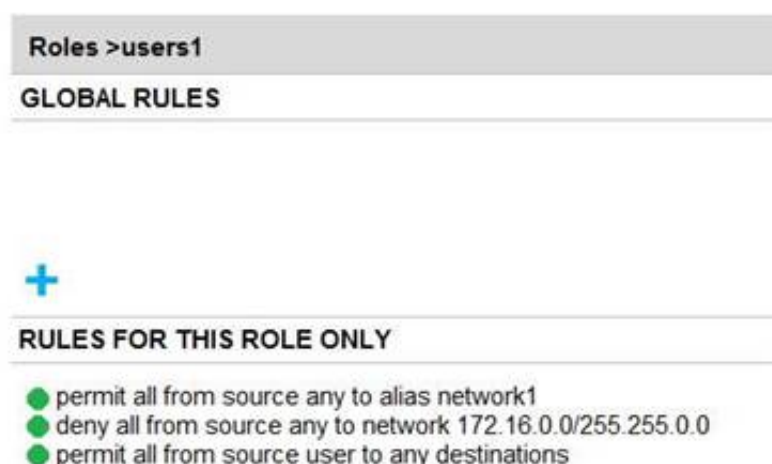 Roles >users1
GLOBAL RULES
RULES FOR THIS ROLE ONLY
permit all from source any to alias network1
deny all from source any to network 172.16.0.0/255.255.0.0
permit all from source user to any destinations